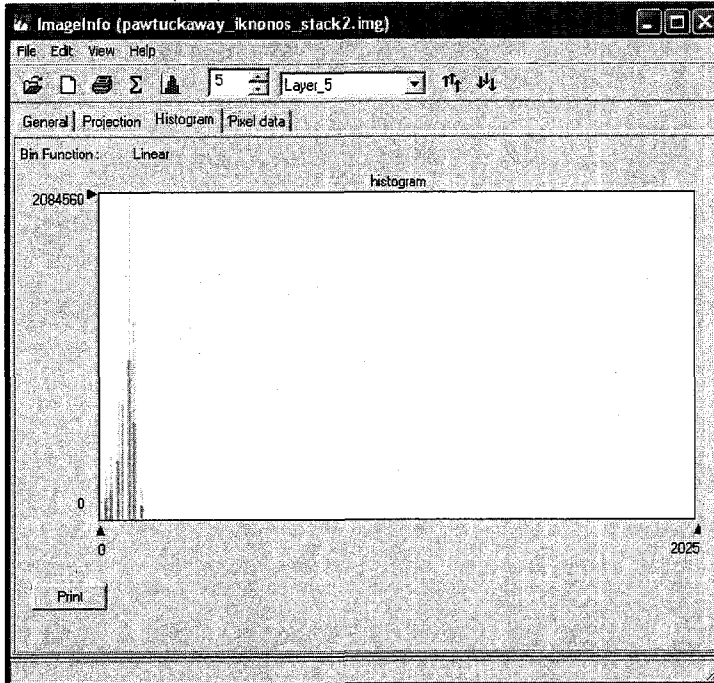 ImageInfo (pawtuckaway_iknonos_stack2.img)
File Edit View Help
5 Layer_5
General Projection Histogram Pixel data
Bin Function: Linear
histogram
2084560
0
0 2025
Print